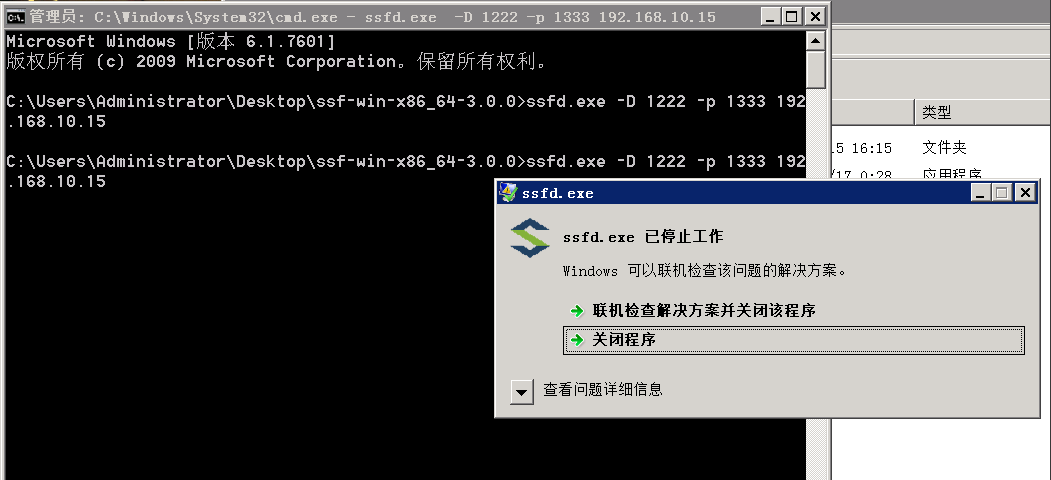 管理员: C:\Windows\System32\cmd.exe - ssfd.exe  -D 1222 -p 1333 192.168.10.15
Microsoft Windows [版本 6.1.7601]
版权所有 (c) 2009 Microsoft Corporation。保留所有权利。
C:\Users\Administrator\Desktop\ssf-win-x86_64-3.0.0>ssfd.exe -D 1222 -p 1333 192
.168.10.15
C:\Users\Administrator\Desktop\ssf-win-x86_64-3.0.0>ssfd.exe -D 1222 -p 1333 192
.168.10.15
类型
5 16:15 文件夹
/17 0:28 应用程序
ssfd.exe
ssfd.exe 已停止工作
Windows 可以联机检查该问题的解决方案。
联机检查解决方案并关闭该程序
关闭程序
查看问题详细信息